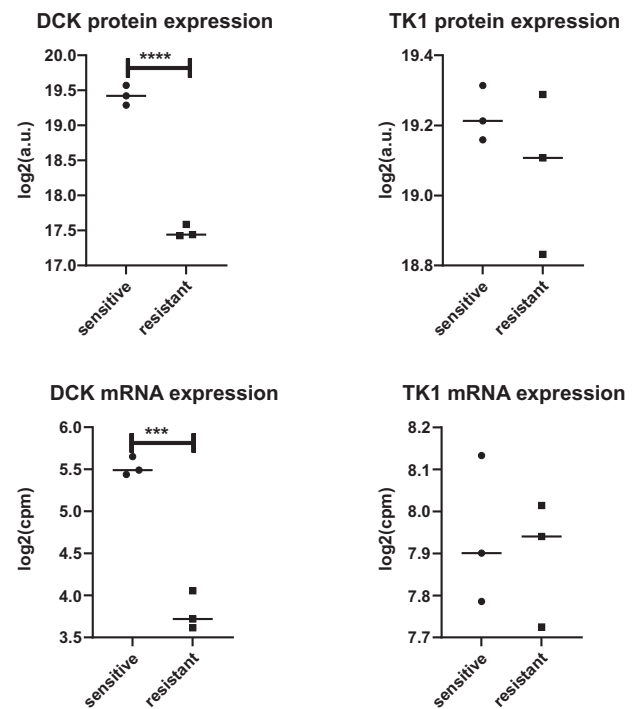 DCK protein expression
20.0
19.5
19.0
18.5
18.0
17.5
17.0
log2(a.u.)
****
sensitive
resistant
TK1 protein expression
19.4
19.2
19.0
18.8
log2(a.u.)
sensitive
resistant
DCK mRNA expression
6.0
5.5
5.0
4.5
4.0
3.5
log2(cpm)
***
sensitive
resistant
TK1 mRNA expression
8.2
8.1
8.0
7.9
7.8
7.7
log2(cpm)
sensitive
resistant